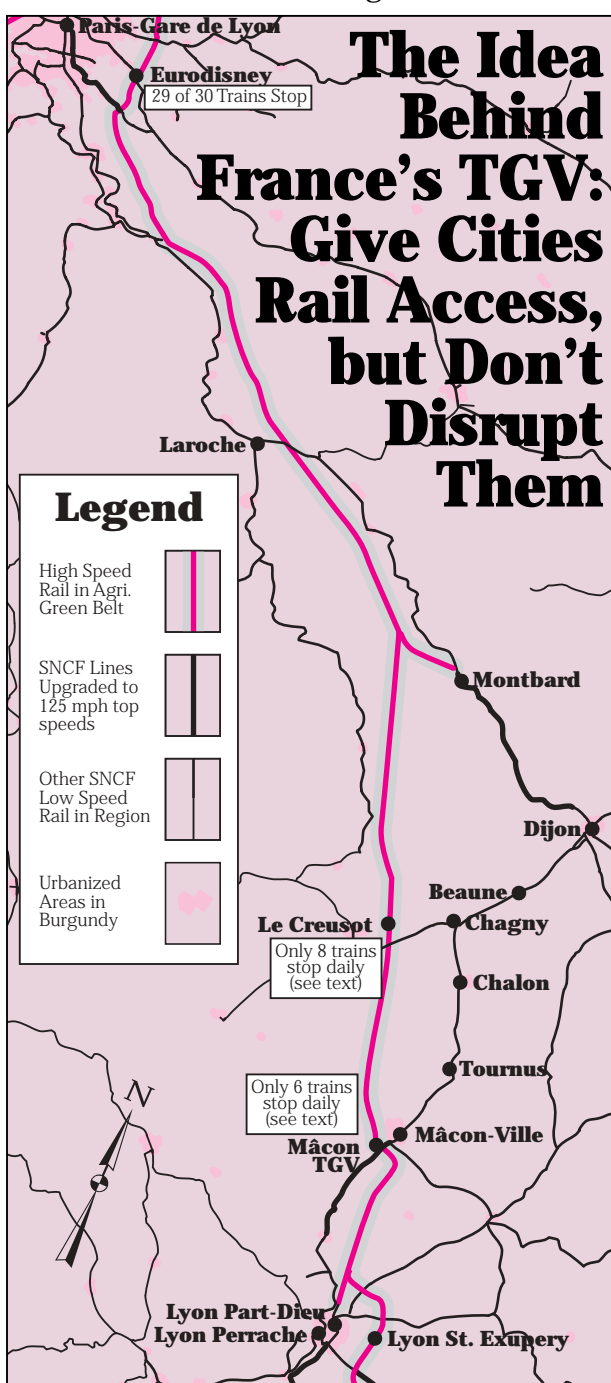 Paris-Gare de Lyon
Eurodisney
29 of 30 Trains Stop
The Idea
Behind
France's TGV:
Give Cities
Rail Access,
but Don't
Disrupt
Them
Laroche
Legend
High Speed
Rail in Agri.
Green Belt
SNCF Lines
Upgraded to
125 mph top
speeds
Other SNCF
Low Speed
Rail in Region
Urbanized
Areas in
Burgundy
Montbard
Dijon
Beaune
Le Creusot
Chagny
Only 8 trains
stop daily
(see text)
Chalon
Tournus
Only 6 trains
stop daily
(see text)
N
Mâcon-Ville
Mâcon
TGV
Lyon Part-Dieu
Lyon Perrache
Lyon St. Exupery